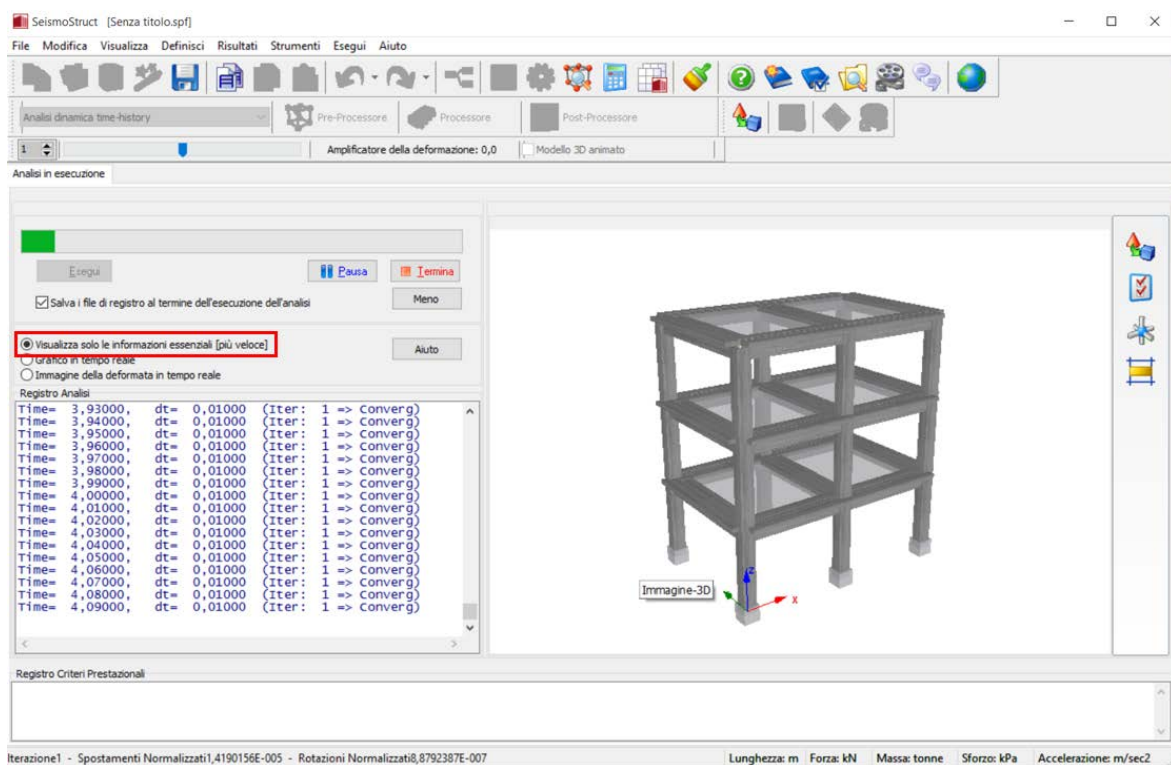 SeismoStruct [Senza titolo.spf]
File Modifica Visualizza Definisci Risultati Strumenti Esegui Aiuto
Analisi dinamica time-history Pre-Processore Processore Post-Processore
1 Amplificatore della deformazione: 0,0 Modello 3D animato
Analisi in esecuzione
Esegui Pausa Termina
Salva i file di registro al termine dell'esecuzione dell'analisi Meno
Visualizza solo le informazioni essenziali [più veloce]
Aiuto
Grafico in tempo reale
Immagine della deformata in tempo reale
Registro Analisi
Time= 3,93000, dt= 0,01000 (Iter: 1 => Converg)
Time= 3,94000, dt= 0,01000 (Iter: 1 => Converg)
Time= 3,95000, dt= 0,01000 (Iter: 1 => Converg)
Time= 3,96000, dt= 0,01000 (Iter: 1 => Converg)
Time= 3,97000, dt= 0,01000 (Iter: 1 => Converg)
Time= 3,98000, dt= 0,01000 (Iter: 1 => Converg)
Time= 3,99000, dt= 0,01000 (Iter: 1 => Converg)
Time= 4,00000, dt= 0,01000 (Iter: 1 => Converg)
Time= 4,01000, dt= 0,01000 (Iter: 1 => Converg)
Time= 4,02000, dt= 0,01000 (Iter: 1 => Converg)
Time= 4,03000, dt= 0,01000 (Iter: 1 => Converg)
Time= 4,04000, dt= 0,01000 (Iter: 1 => Converg)
Time= 4,05000, dt= 0,01000 (Iter: 1 => Converg)
Time= 4,06000, dt= 0,01000 (Iter: 1 => Converg)
Time= 4,07000, dt= 0,01000 (Iter: 1 => Converg)
Time= 4,08000, dt= 0,01000 (Iter: 1 => Converg)
Time= 4,09000, dt= 0,01000 (Iter: 1 => Converg)
Immagine-3D
z
x
Registro Criteri Prestazionali
Iterazione1 - Spostamenti Normalizzati1,4190156E-005 - Rotazioni Normalizzati8,8792387E-007 Lunghezza: m Forza: kN Massa: tonne Sforzo: kPa Accelerazione: m/sec2